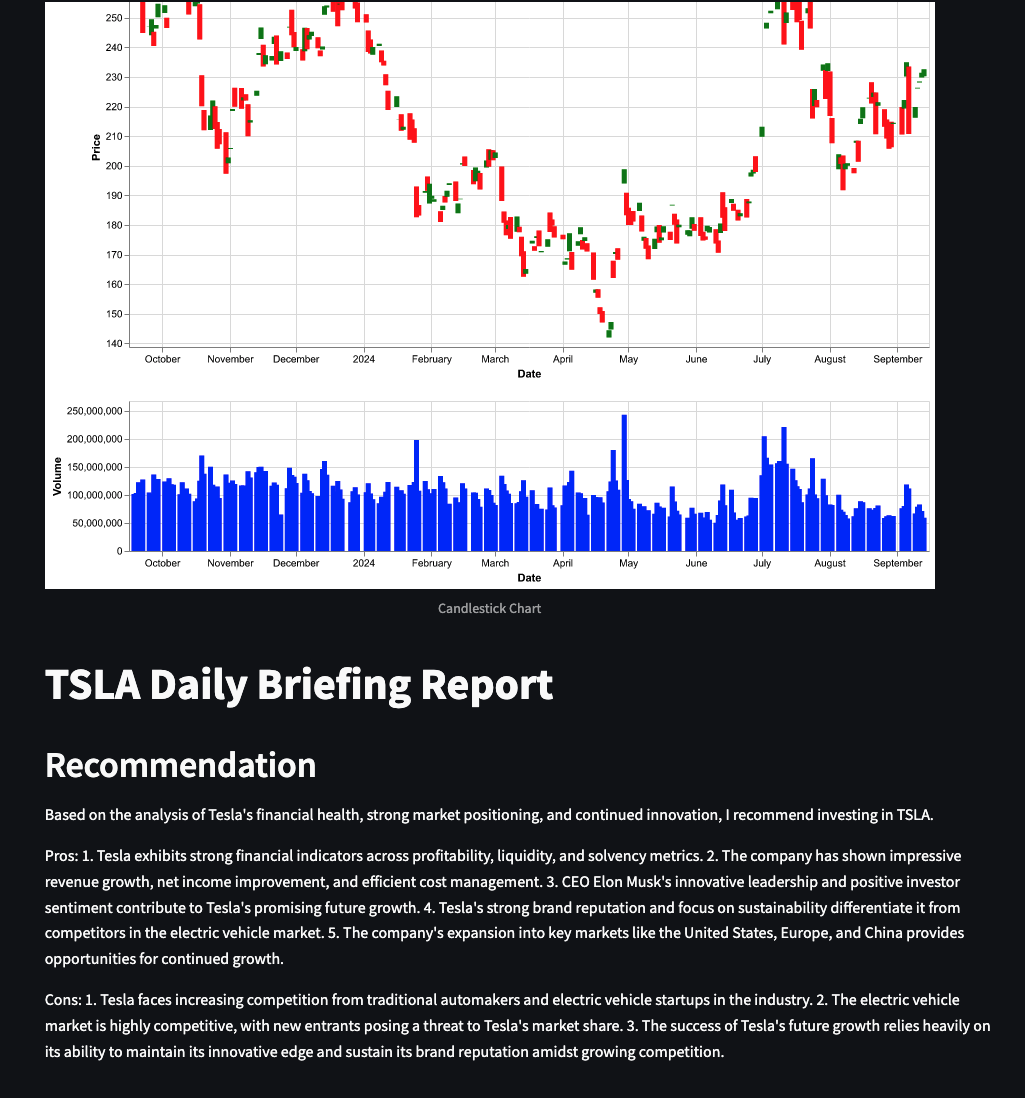 250
240
230
220
210
200
190
180
170
160
150
140
Price
October November December 2024 February March April May June July August September
Date
250,000,000
200,000,000
150,000,000
100,000,000
50,000,000
0
Volume
October November December 2024 February March April May June July August September
Date
Candlestick Chart
TSLA Daily Briefing Report
Recommendation
Based on the analysis of Tesla's financial health, strong market positioning, and continued innovation, I recommend investing in TSLA.
Pros: 1. Tesla exhibits strong financial indicators across profitability, liquidity, and solvency metrics. 2. The company has shown impressive
revenue growth, net income improvement, and efficient cost management. 3. CEO Elon Musk's innovative leadership and positive investor
sentiment contribute to Tesla's promising future growth. 4. Tesla's strong brand reputation and focus on sustainability differentiate it from
competitors in the electric vehicle market. 5. The company's expansion into key markets like the United States, Europe, and China provides
opportunities for continued growth.
Cons: 1. Tesla faces increasing competition from traditional automakers and electric vehicle startups in the industry. 2. The electric vehicle
market is highly competitive, with new entrants posing a threat to Tesla's market share. 3. The success of Tesla's future growth relies heavily on
its ability to maintain its innovative edge and sustain its brand reputation amidst growing competition.